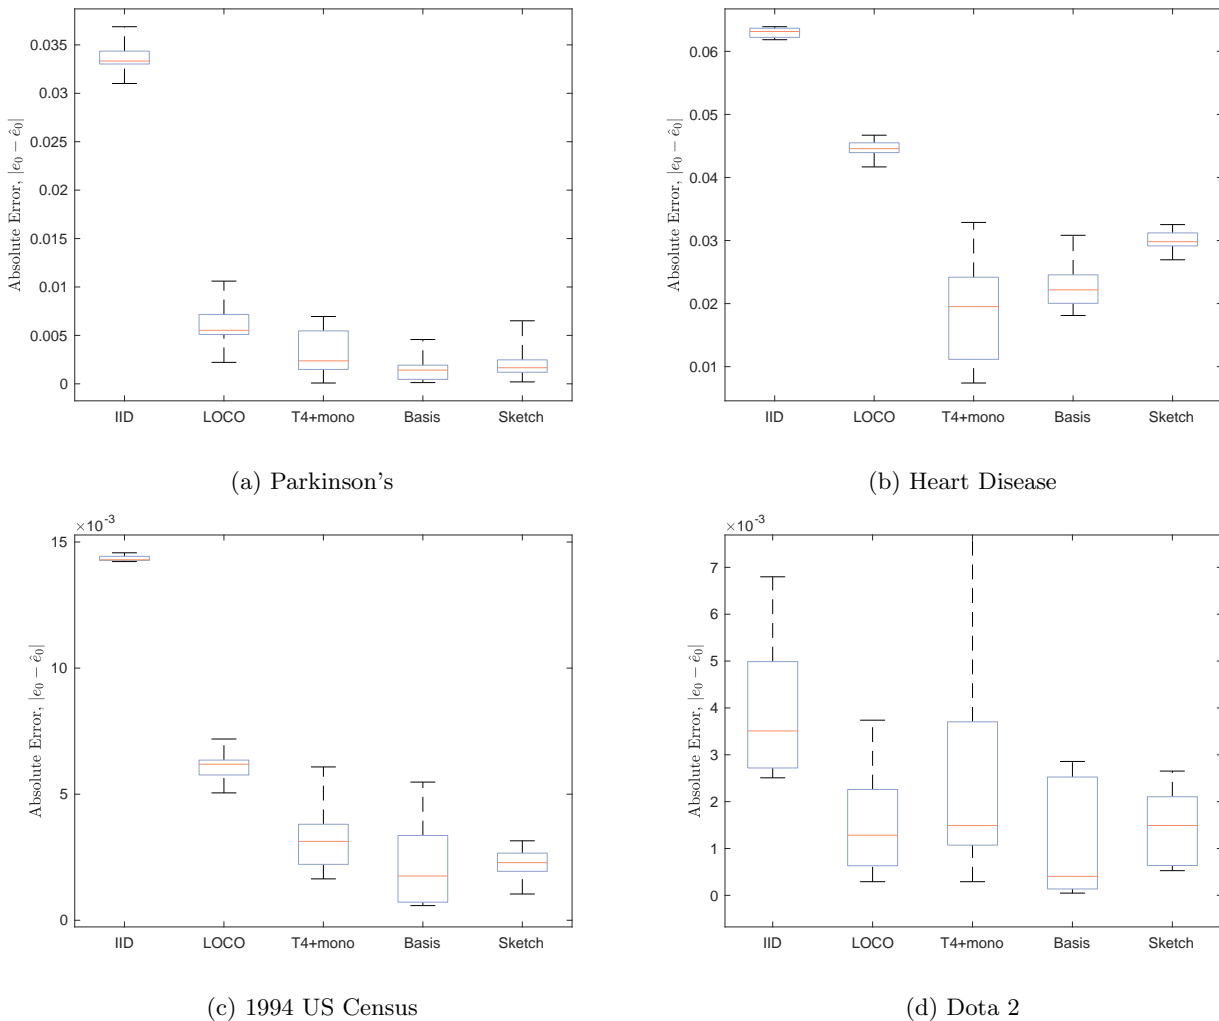 0.035
0.03
0.025
0.02
0.015
0.01
0.005
0
Absolute Error, |e₀ − ê₀|
IID LOCO T4+mono Basis Sketch
(a) Parkinson's
0.06
0.05
0.04
0.03
0.02
0.01
Absolute Error, |e₀ − ê₀|
IID LOCO T4+mono Basis Sketch
(b) Heart Disease
×10⁻³
15
10
5
0
Absolute Error, |e₀ − ê₀|
IID LOCO T4+mono Basis Sketch
(c) 1994 US Census
×10⁻³
7
6
5
4
3
2
1
0
Absolute Error, |e₀ − ê₀|
IID LOCO T4+mono Basis Sketch
(d) Dota 2